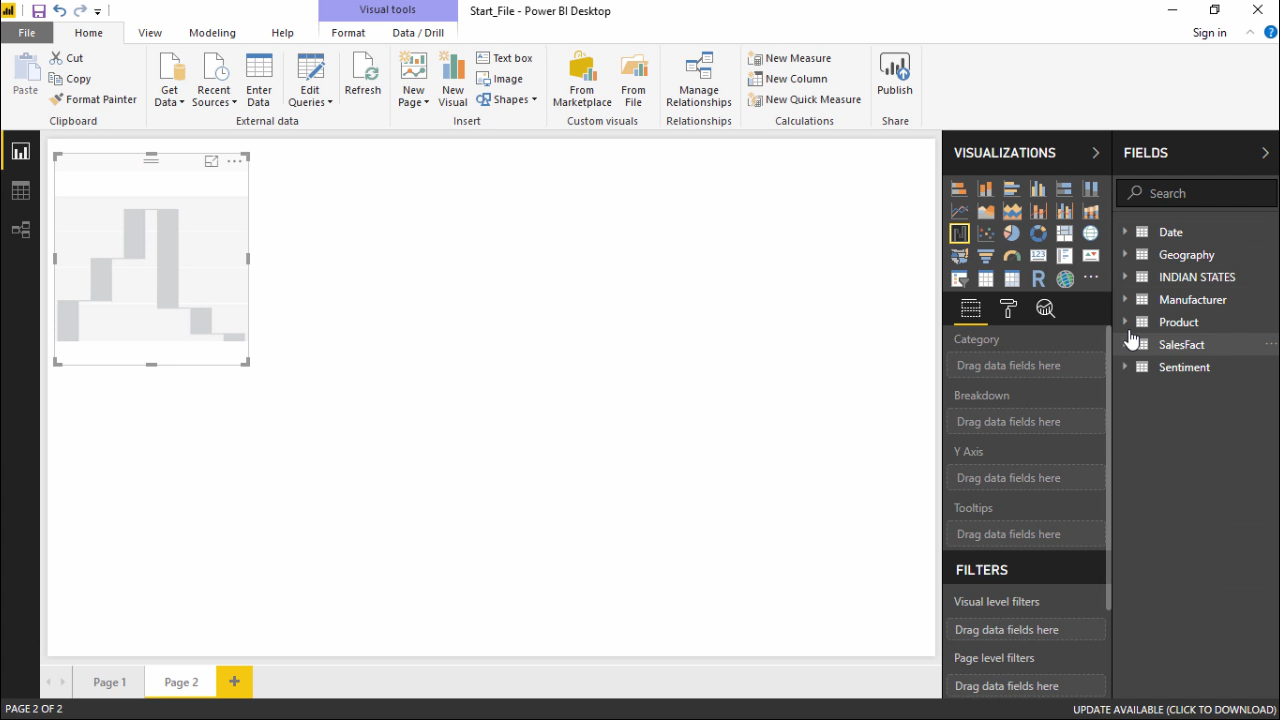 Visual tools
Start_File - Power BI Desktop
File
Home
View
Modeling
Help
Format
Data / Drill
Sign in
?
Paste
Cut
Copy
Format Painter
Clipboard
Get Data
Recent Sources
Enter Data
Edit Queries
Refresh
External data
New Page
New Visual
Text box
Image
Shapes
Insert
From Marketplace
From File
Custom visuals
Manage Relationships
Relationships
New Measure
New Column
New Quick Measure
Calculations
Publish
Share
VISUALIZATIONS
123
R
Category
Drag data fields here
Breakdown
Drag data fields here
Y Axis
Drag data fields here
Tooltips
Drag data fields here
FILTERS
Visual level filters
Drag data fields here
Page level filters
Drag data fields here
FIELDS
Search
Date
Geography
INDIAN STATES
Manufacturer
Product
SalesFact
Sentiment
Page 1
Page 2
PAGE 2 OF 2
UPDATE AVAILABLE (CLICK TO DOWNLOAD)